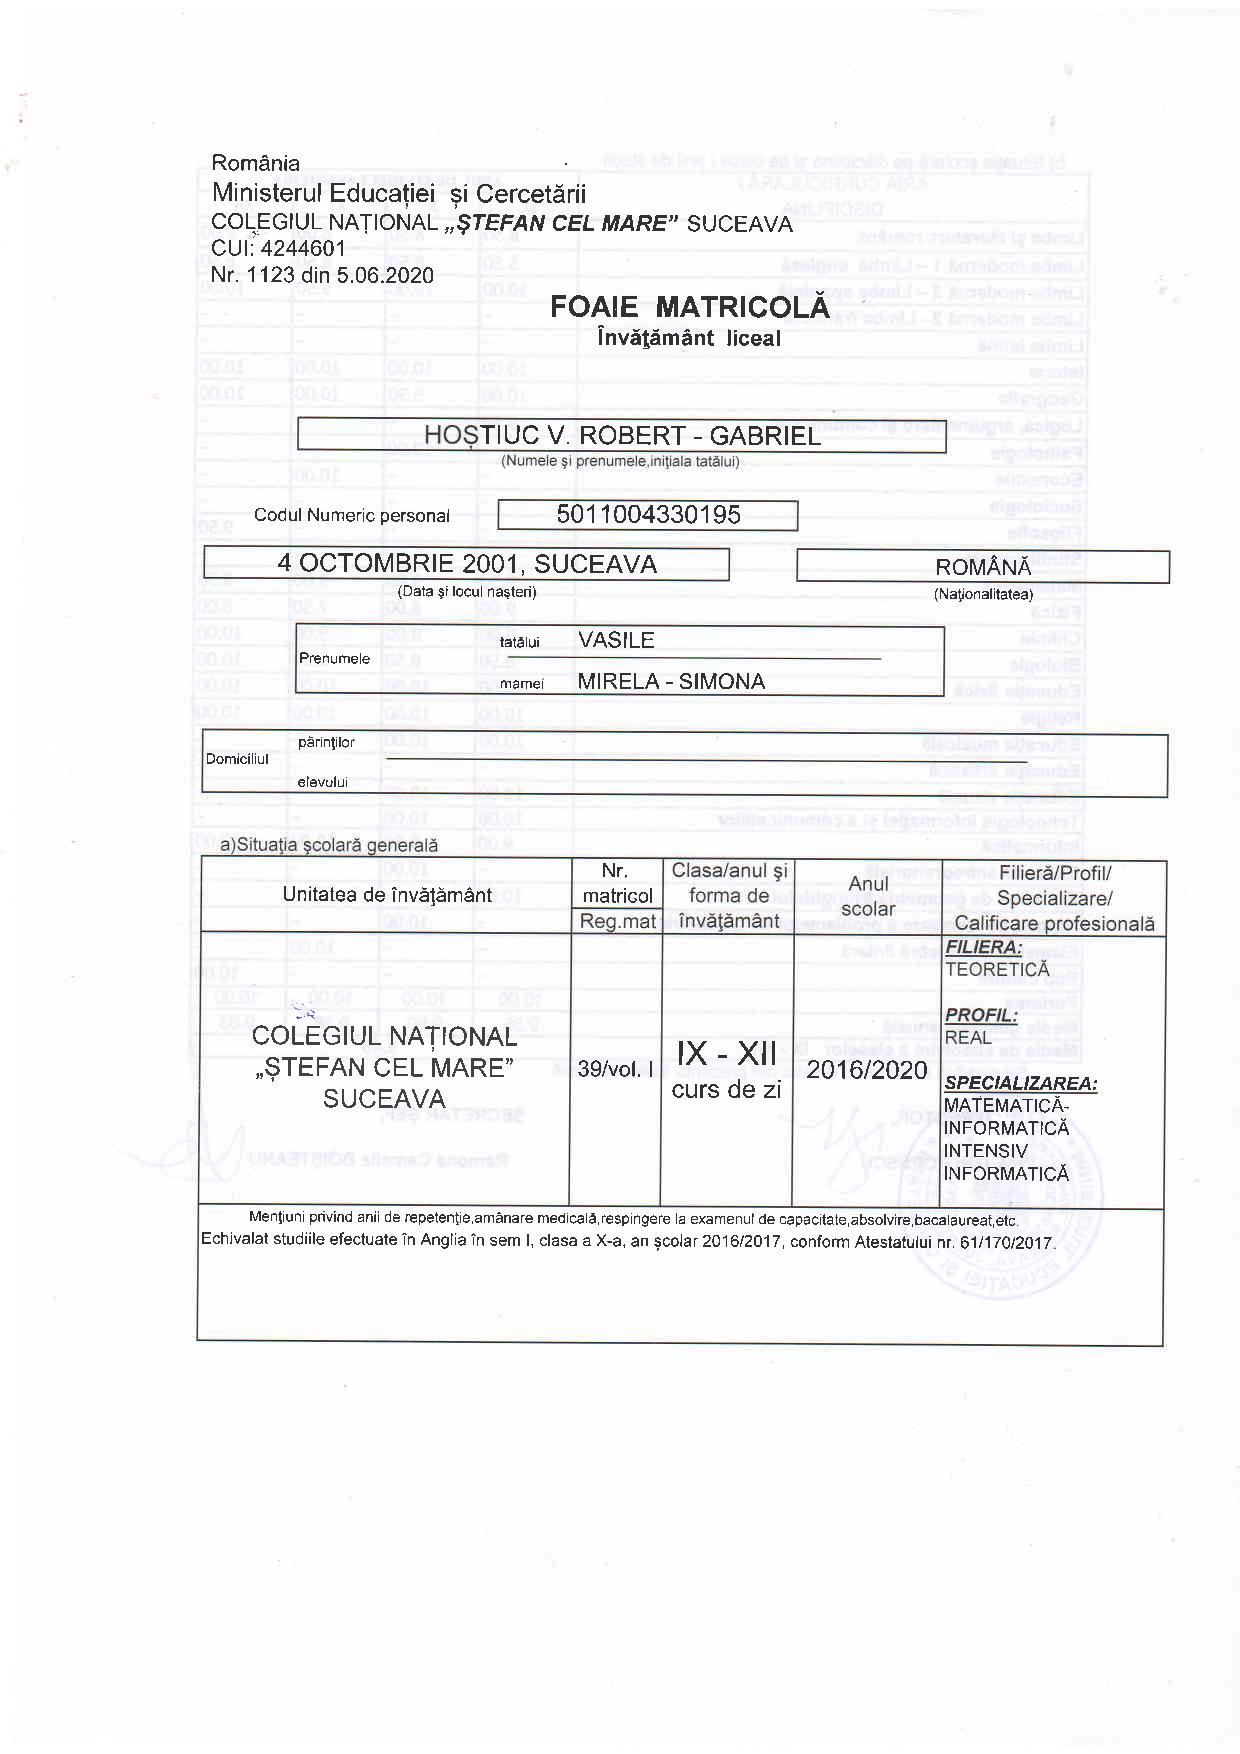 România
Ministerul Educației și Cercetării
COLEGIUL NAȚIONAL „ȘTEFAN CEL MARE” SUCEAVA
CUI: 4244601
Nr. 1123 din 5.06.2020
FOAIE MATRICOLĂ
Învăţământ liceal
HOȘTIUC V. ROBERT - GABRIEL
(Numele şi prenumele,iniţiala tatălui)
Codul Numeric personal 5011004330195
4 OCTOMBRIE 2001, SUCEAVA ROMÂNĂ
(Data şi locul naşteri) (Naţionalitatea)
tatălui VASILE
Prenumele
mamei MIRELA - SIMONA
părinţilor
Domiciliul
elevului
a)Situaţia şcolară generală
Unitatea de învăţământ
Nr.
matricol
Reg.mat
Clasa/anul şi
forma de
învăţământ
Anul
scolar
Filieră/Profil/
Specializare/
Calificare profesională
COLEGIUL NAȚIONAL
„ȘTEFAN CEL MARE”
SUCEAVA
39/vol. I
IX - XII
curs de zi
2016/2020
FILIERA:
TEORETICĂ
PROFIL:
REAL
SPECIALIZAREA:
MATEMATICĂ-
INFORMATICĂ
INTENSIV
INFORMATICĂ
Menţiuni privind anii de repetenţie,amânare medicală,respingere la examenul de capacitate,absolvire,bacalaureat,etc.
Echivalat studiile efectuate în Anglia în sem I, clasa a X-a, an școlar 2016/2017, conform Atestatului nr. 61/170/2017.